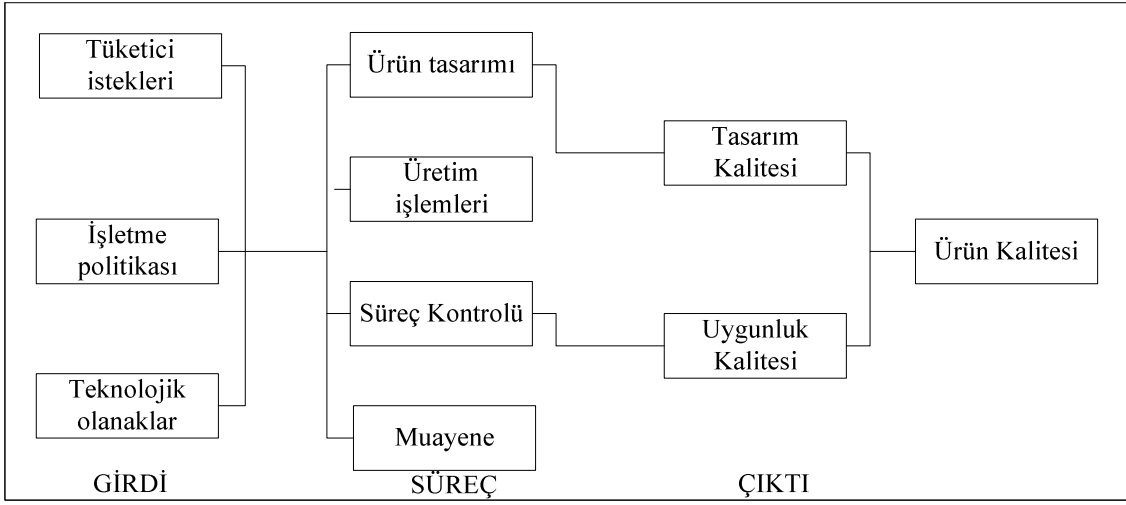 Tüketici
istekleri
İşletme
politikası
Teknolojik
olanaklar
GİRDİ
Ürün tasarımı
Üretim
işlemleri
Süreç Kontrolü
Muayene
SÜREÇ
Tasarım
Kalitesi
Uygunluk
Kalitesi
ÇIKTI
Ürün Kalitesi